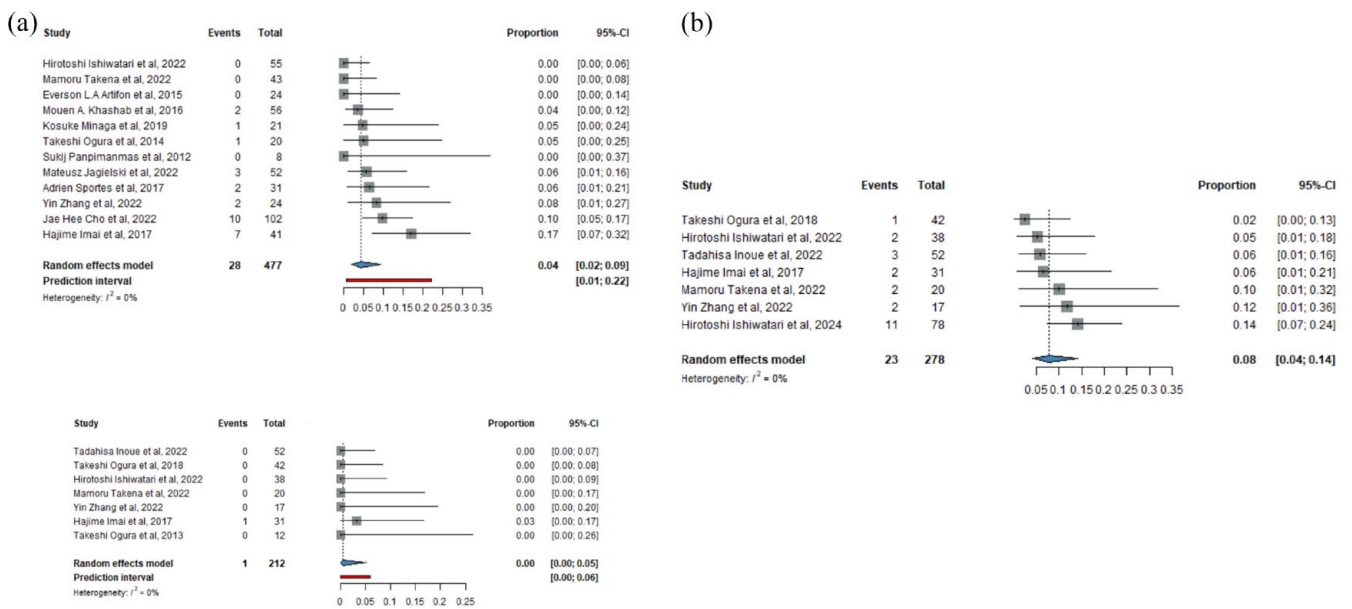 (a)
Study Events Total Proportion 95%-CI
Hirotoshi Ishiwatari et al, 2022 0 55 0.00 [0.00; 0.06]
Mamoru Takena et al, 2022 0 43 0.00 [0.00; 0.08]
Everson L.A Artifon et al, 2015 0 24 0.00 [0.00; 0.14]
Mouen A. Khashab et al, 2016 2 56 0.04 [0.00; 0.12]
Kosuke Minaga et al, 2019 1 21 0.05 [0.00; 0.24]
Takeshi Ogura et al, 2014 1 20 0.05 [0.00; 0.25]
Sukij Panpimanmas et al, 2012 0 8 0.00 [0.00; 0.37]
Mateusz Jagielski et al, 2022 3 52 0.06 [0.01; 0.16]
Adrien Sportes et al, 2017 2 31 0.06 [0.01; 0.21]
Yin Zhang et al, 2022 2 24 0.08 [0.01; 0.27]
Jae Hee Cho et al, 2022 10 102 0.10 [0.05; 0.17]
Hajime Imai et al, 2017 7 41 0.17 [0.07; 0.32]
Random effects model 28 477 0.04 [0.02; 0.09]
Prediction interval [0.01; 0.22]
Heterogeneity: I² = 0%
0 0.05 0.1 0.15 0.2 0.25 0.3 0.35
Study Events Total Proportion 95%-CI
Tadahisa Inoue et al, 2022 0 52 0.00 [0.00; 0.07]
Takeshi Ogura et al, 2018 0 42 0.00 [0.00; 0.08]
Hirotoshi Ishiwatari et al, 2022 0 38 0.00 [0.00; 0.09]
Mamoru Takena et al, 2022 0 20 0.00 [0.00; 0.17]
Yin Zhang et al, 2022 0 17 0.00 [0.00; 0.20]
Hajime Imai et al, 2017 1 31 0.03 [0.00; 0.17]
Takeshi Ogura et al, 2013 0 12 0.00 [0.00; 0.26]
Random effects model 1 212 0.00 [0.00; 0.05]
Prediction interval [0.00; 0.06]
Heterogeneity: I² = 0%
0 0.05 0.1 0.15 0.2 0.25
(b)
Study Events Total Proportion 95%-CI
Takeshi Ogura et al, 2018 1 42 0.02 [0.00; 0.13]
Hirotoshi Ishiwatari et al, 2022 2 38 0.05 [0.01; 0.18]
Tadahisa Inoue et al, 2022 3 52 0.06 [0.01; 0.16]
Hajime Imai et al, 2017 2 31 0.06 [0.01; 0.21]
Mamoru Takena et al, 2022 2 20 0.10 [0.01; 0.32]
Yin Zhang et al, 2022 2 17 0.12 [0.01; 0.36]
Hirotoshi Ishiwatari et al, 2024 11 78 0.14 [0.07; 0.24]
Random effects model 23 278 0.08 [0.04; 0.14]
Heterogeneity: I² = 0%
0.05 0.1 0.15 0.2 0.25 0.3 0.35